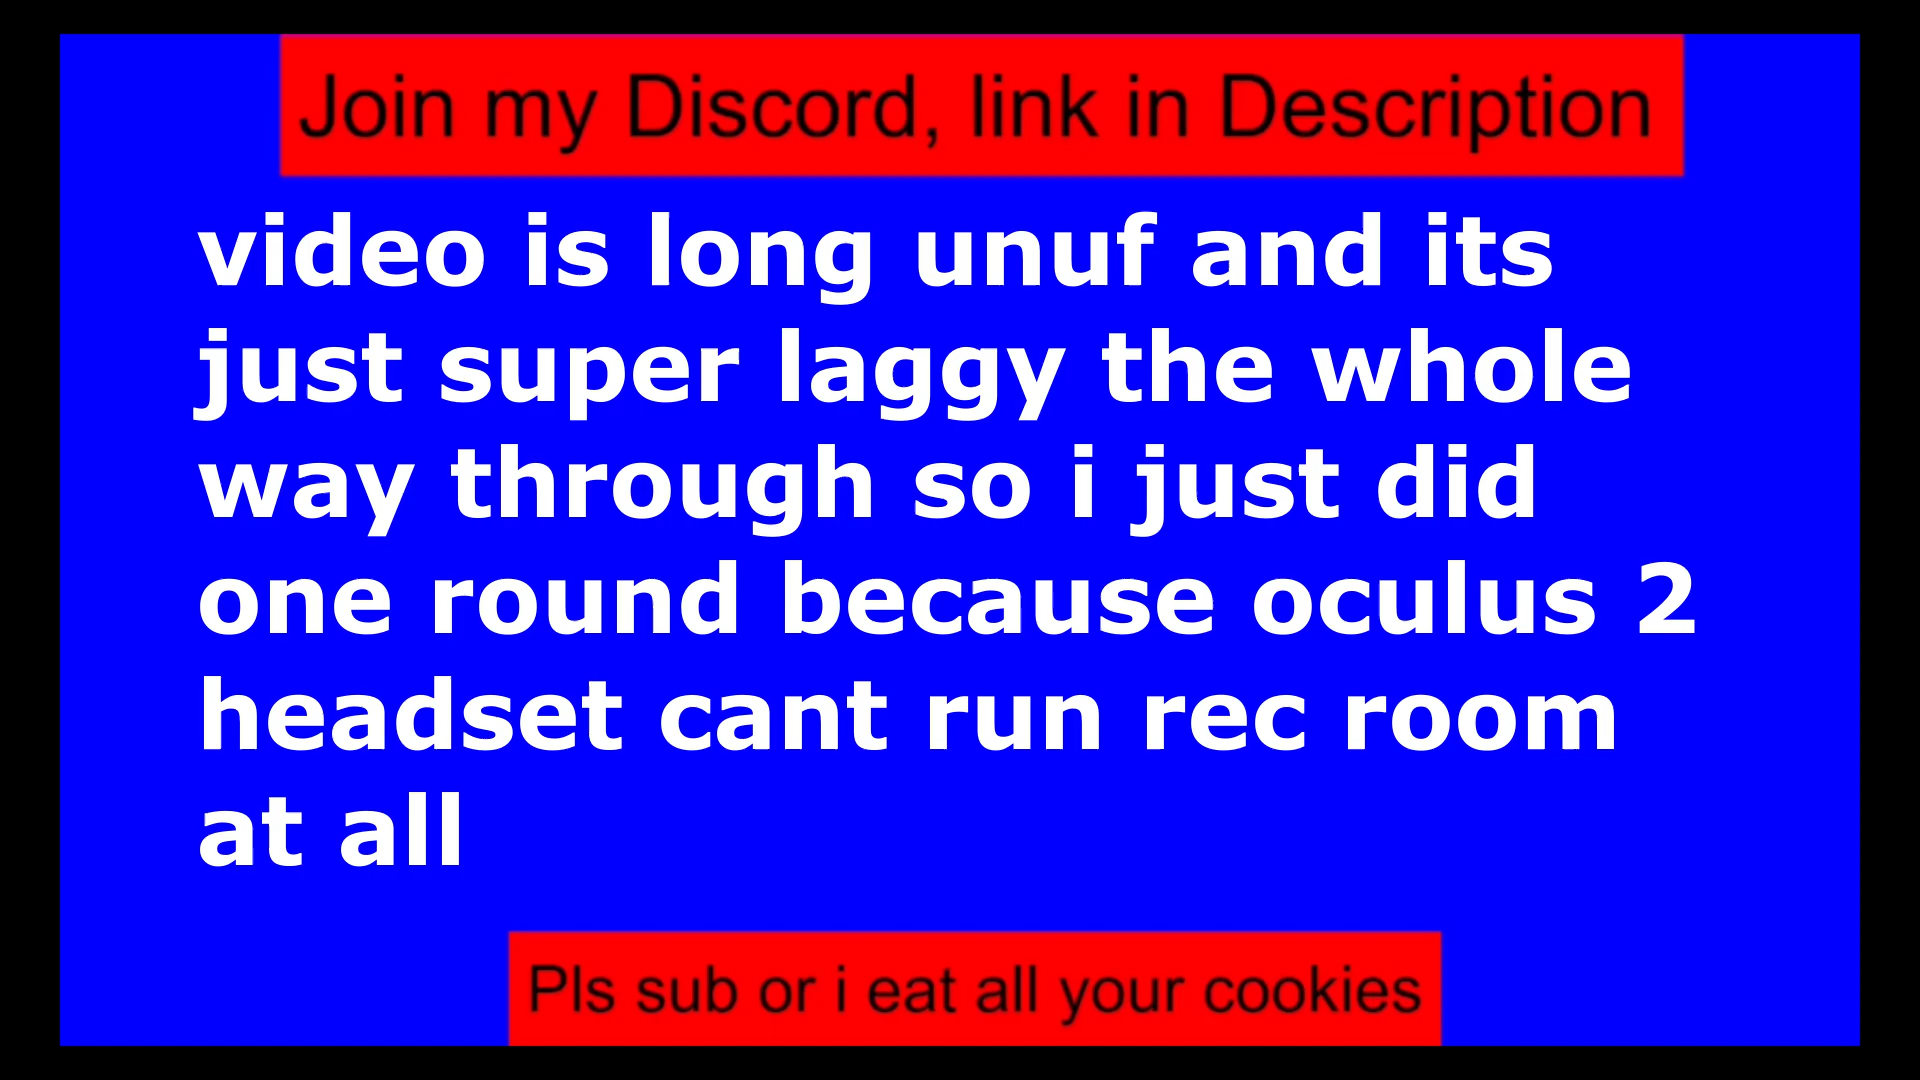 Join my Discord, link in Description
video is long unuf and its
just super laggy the whole
way through so i just did
one round because oculus 2
headset cant run rec room
at all
Pls sub or i eat all your cookies